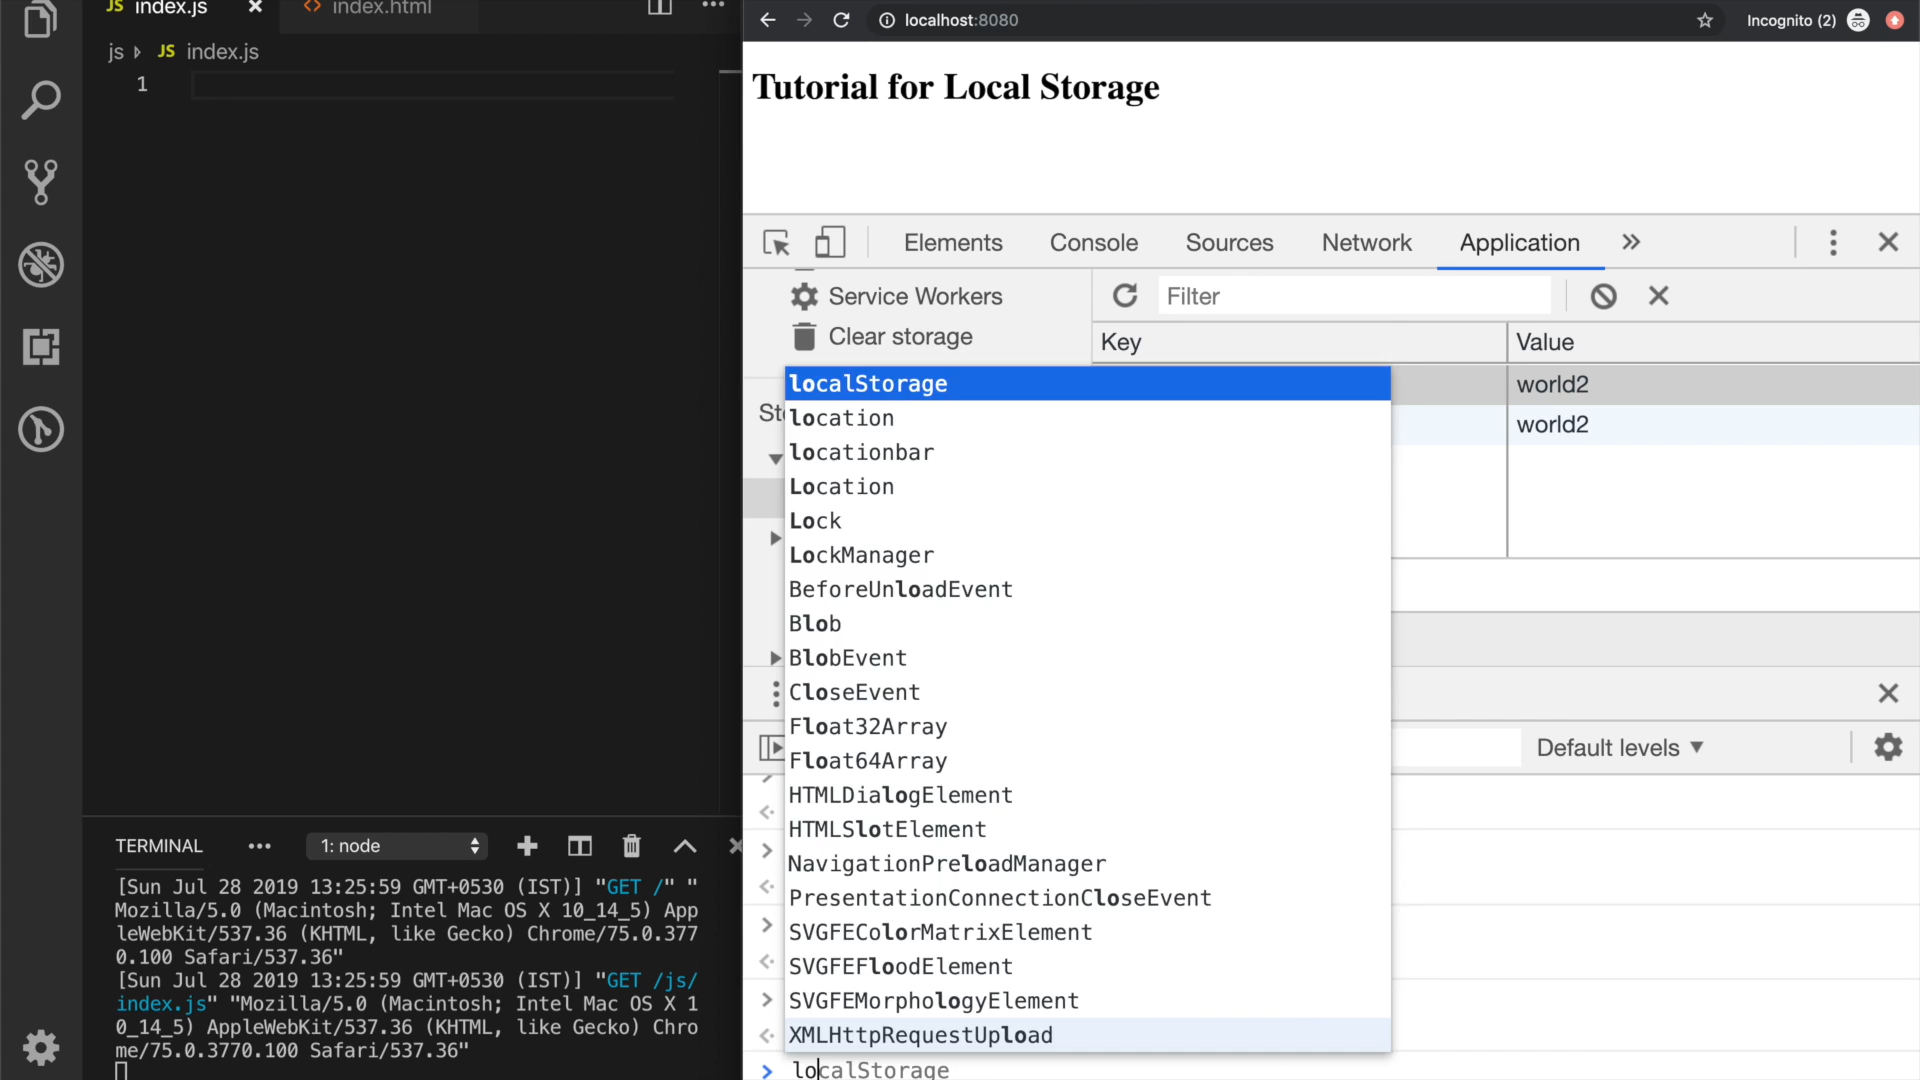 JS index.js
<> index.html
js JS index.js
1
TERMINAL
1: node
[Sun Jul 28 2019 13:25:59 GMT+0530 (IST)] "GET /" "
Mozilla/5.0 (Macintosh; Intel Mac OS X 10_14_5) App
leWebKit/537.36 (KHTML, like Gecko) Chrome/75.0.377
0.100 Safari/537.36"
[Sun Jul 28 2019 13:25:59 GMT+0530 (IST)] "GET /js/
index.js" "Mozilla/5.0 (Macintosh; Intel Mac OS X 1
0_14_5) AppleWebKit/537.36 (KHTML, like Gecko) Chro
me/75.0.3770.100 Safari/537.36"
localhost:8080
Incognito (2)
Tutorial for Local Storage
Elements Console Sources Network Application
Service Workers
Clear storage
Filter
Key Value
world2
world2
localStorage
location
locationbar
Location
Lock
LockManager
BeforeUnloadEvent
Blob
BlobEvent
CloseEvent
Float32Array
Float64Array
HTMLDialogElement
HTMLSlotElement
NavigationPreloadManager
PresentationConnectionCloseEvent
SVGFEColorMatrixElement
SVGFEFloodElement
SVGFEMorphologyElement
XMLHttpRequestUpload
Default levels
localStorage